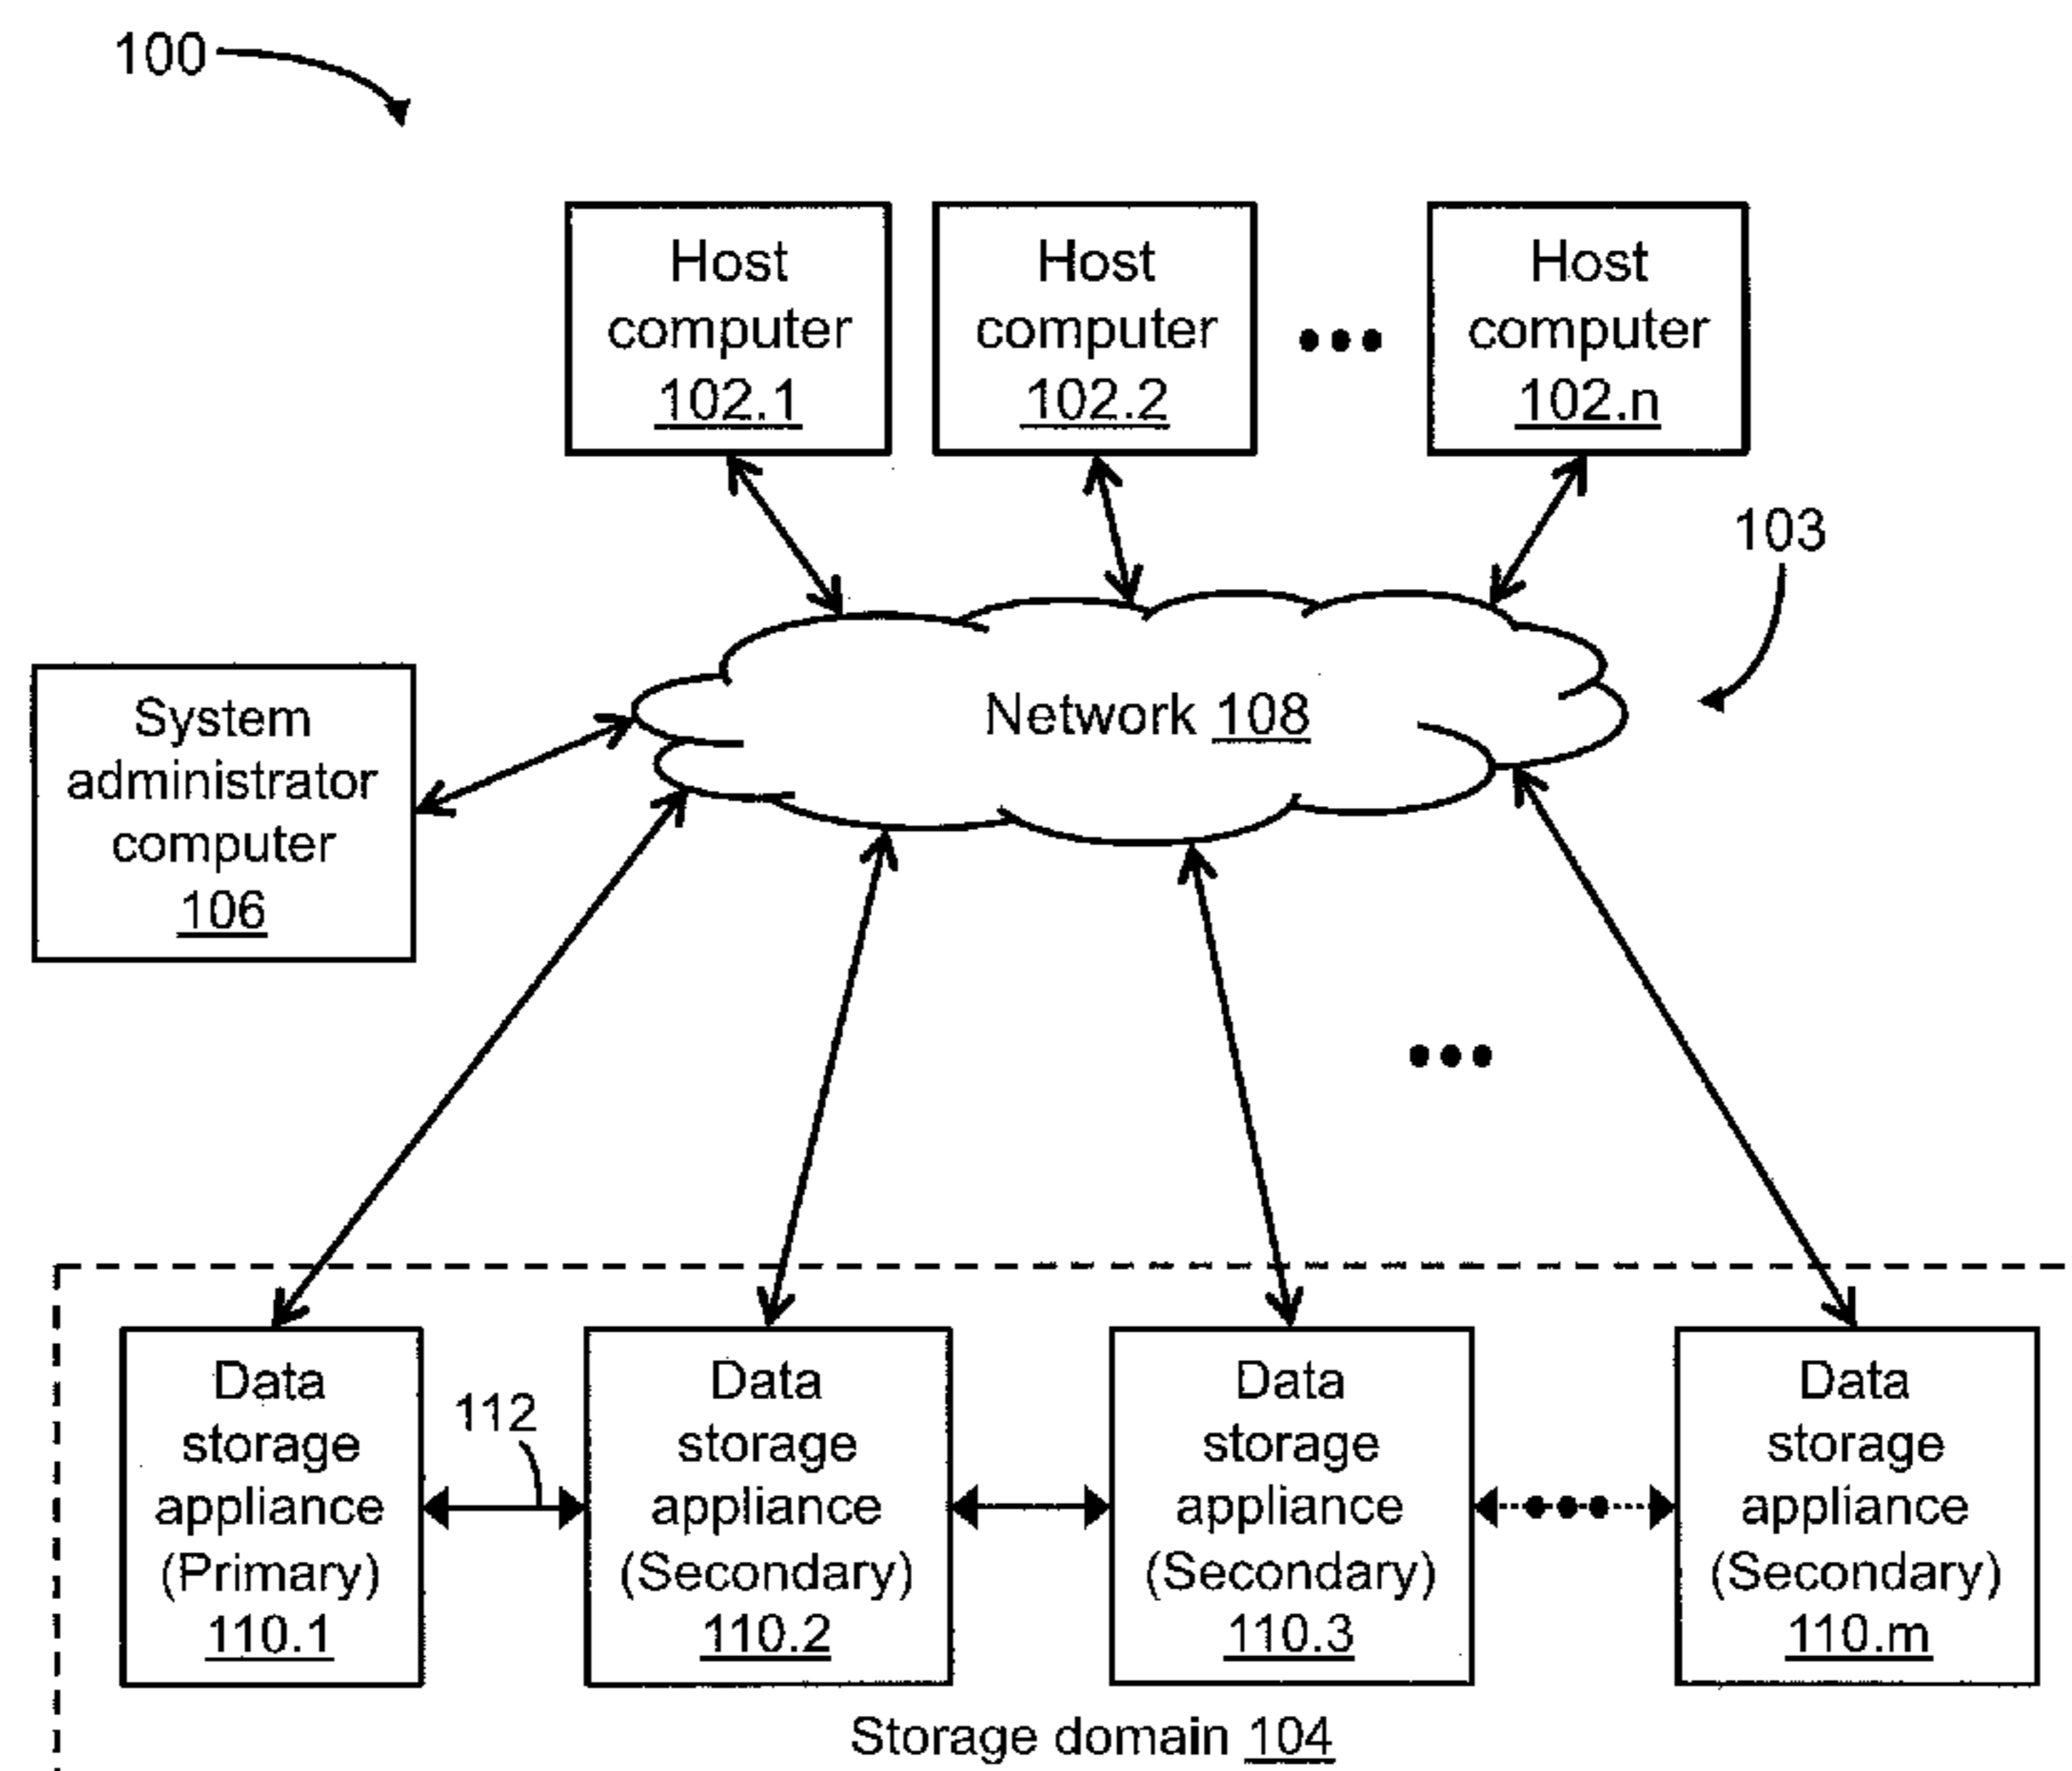 100
Host
computer
102.1
Host
computer
102.2
Host
computer
102.n
103
Network 108
System
administrator
computer
106
Data
storage
appliance
(Primary)
110.1
112
Data
storage
appliance
(Secondary)
110.2
Data
storage
appliance
(Secondary)
110.3
Data
storage
appliance
(Secondary)
110.m
Storage domain 104